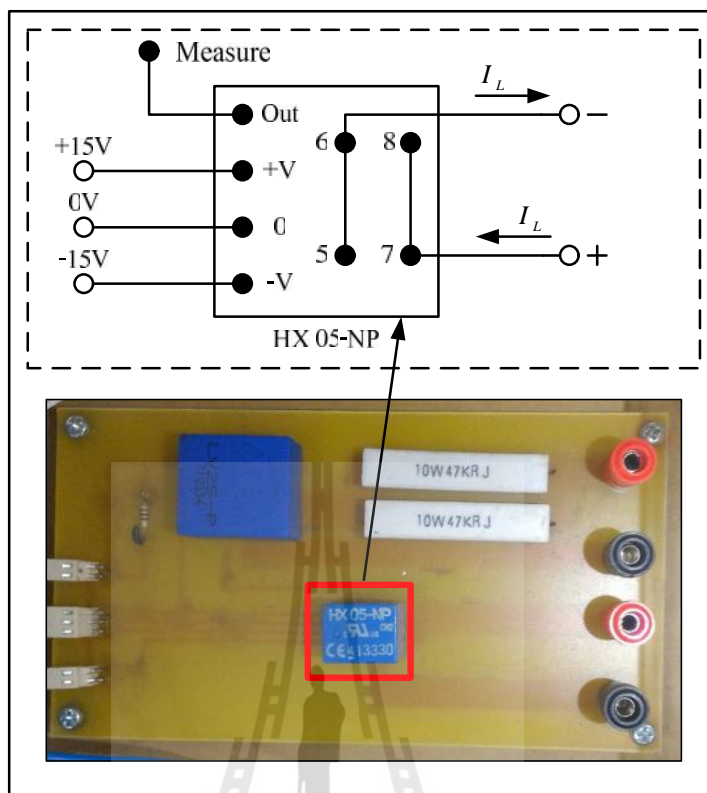 Measure
I_L
Out
6 8
−
+15V
+V
0V
0
I_L
-15V
-V
5 7
+
HX 05-NP
10W47KRJ
10W47KRJ
HX 05-NP